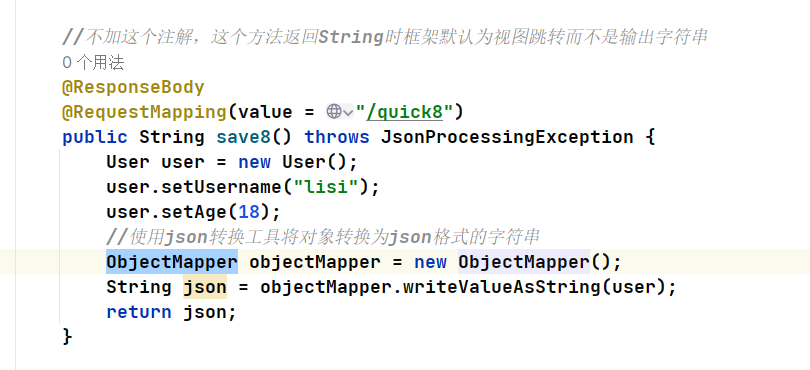 //不加这个注解，这个方法返回String时框架默认为视图跳转而不是输出字符串
0 个用法
@ResponseBody
@RequestMapping(value = "/quick8")
public String save8() throws JsonProcessingException {
User user = new User();
user.setUsername("lisi");
user.setAge(18);
//使用json转换工具将对象转换为json格式的字符串
ObjectMapper objectMapper = new ObjectMapper();
String json = objectMapper.writeValueAsString(user);
return json;
}